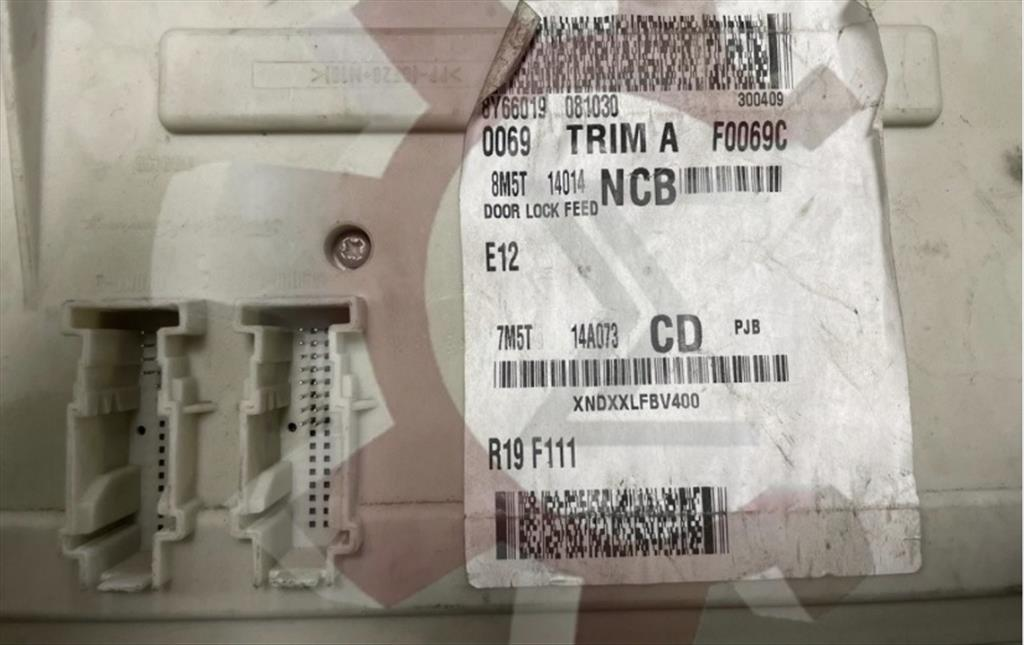 8Y66019 081030 300409
0069 TRIM A F0069C
8M5T 14014 NCB
DOOR LOCK FEED
E12
7M5T 14A073 CD PJB
XNDXXLFBV400
R19 F111